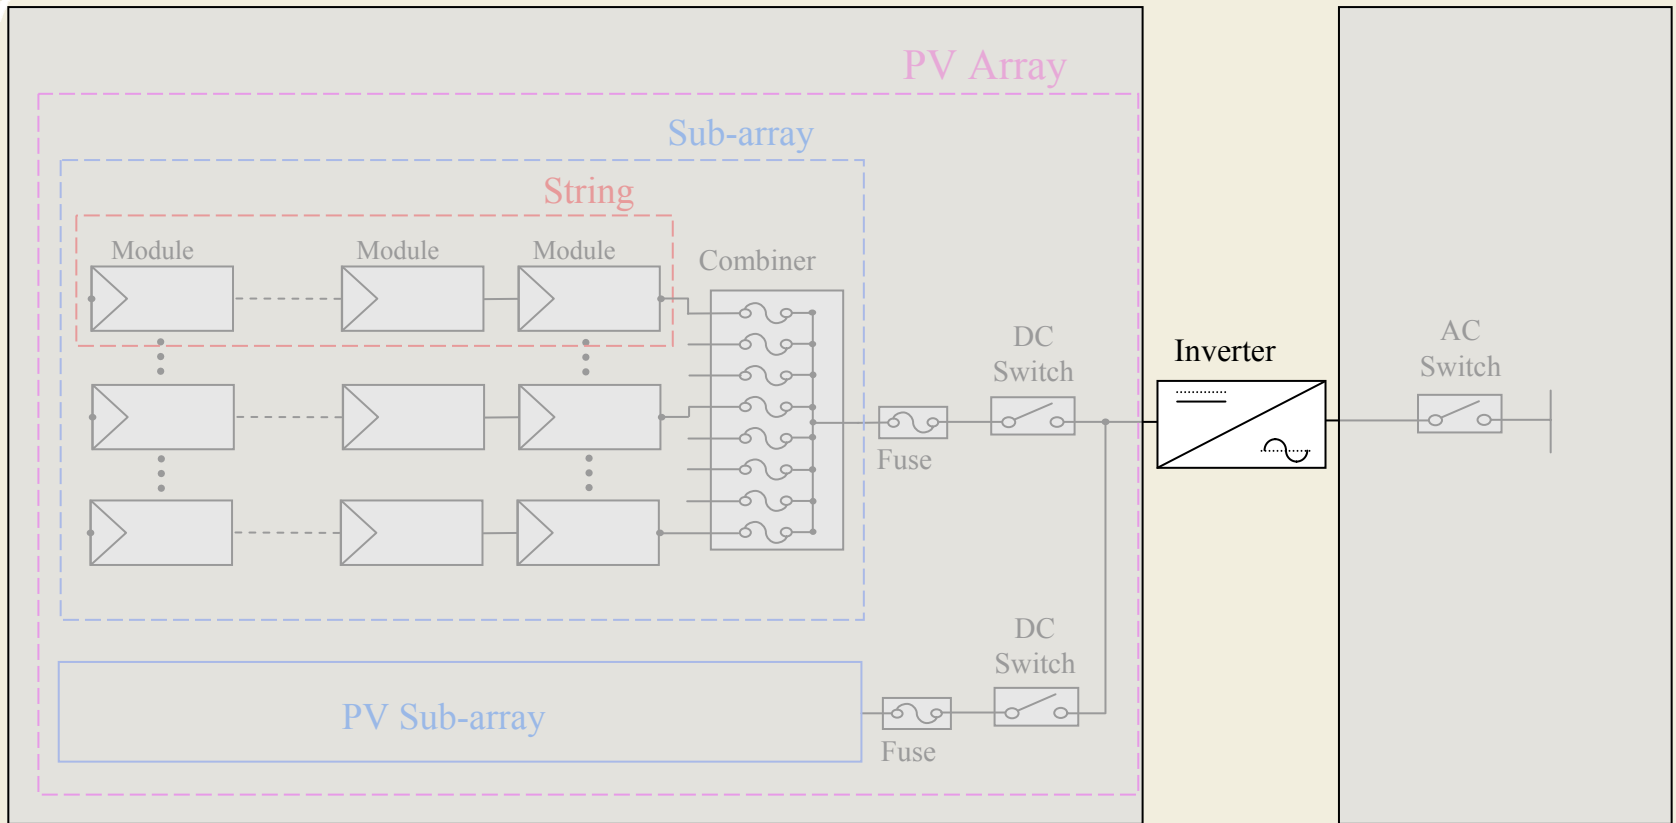 PV Array
Sub-array
String
Module
Module
Module
Combiner
DC
Switch
Inverter
AC
Switch
Fuse
DC
Switch
PV Sub-array
Fuse